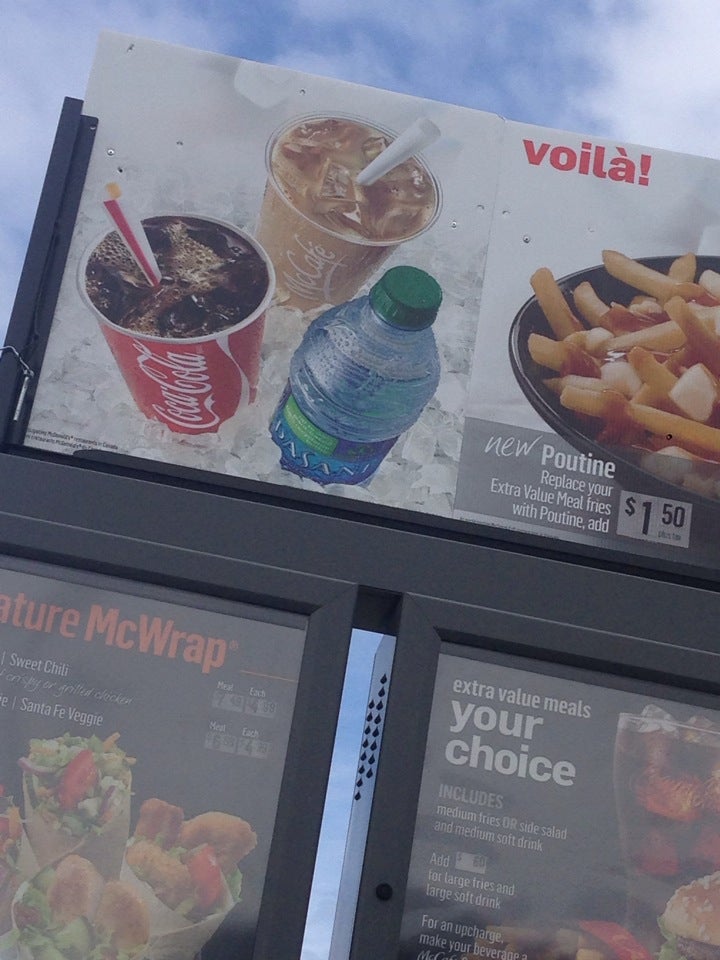 voilà!
McCafé
Coca-Cola
DASANI
new Poutine
Replace your
Extra Value Meal fries
with Poutine, add
$1 50
plus tax
ature McWrap®
| Sweet Chili
crispy or grilled chicken
| Santa Fe Veggie
Meal Each
Meal Each
extra value meals
your
choice
INCLUDES
medium fries OR side salad
and medium soft drink
Add
for large fries and
large soft drink
For an upcharge,
make your beverage a